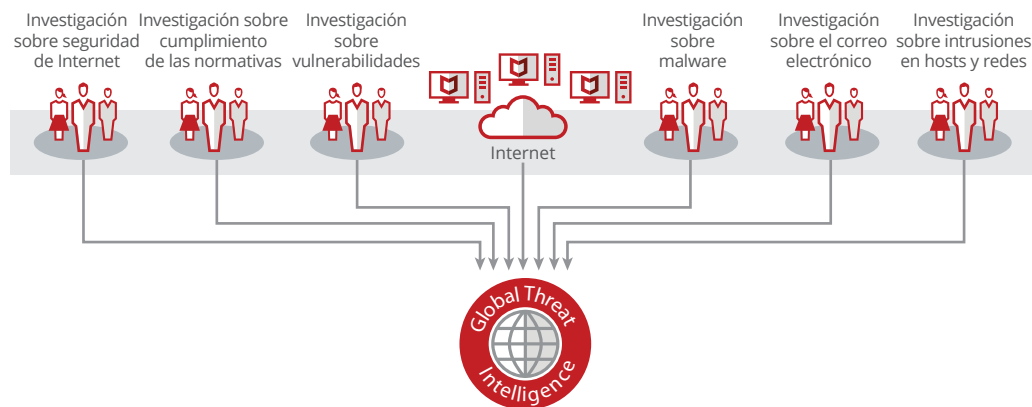 Investigación
sobre seguridad
de Internet
Investigación sobre
cumplimiento
de las normativas
Investigación
sobre
vulnerabilidades
Internet
Investigación
sobre
malware
Investigación
sobre el correo
electrónico
Investigación
sobre intrusiones
en hosts y redes
Global Threat
Intelligence